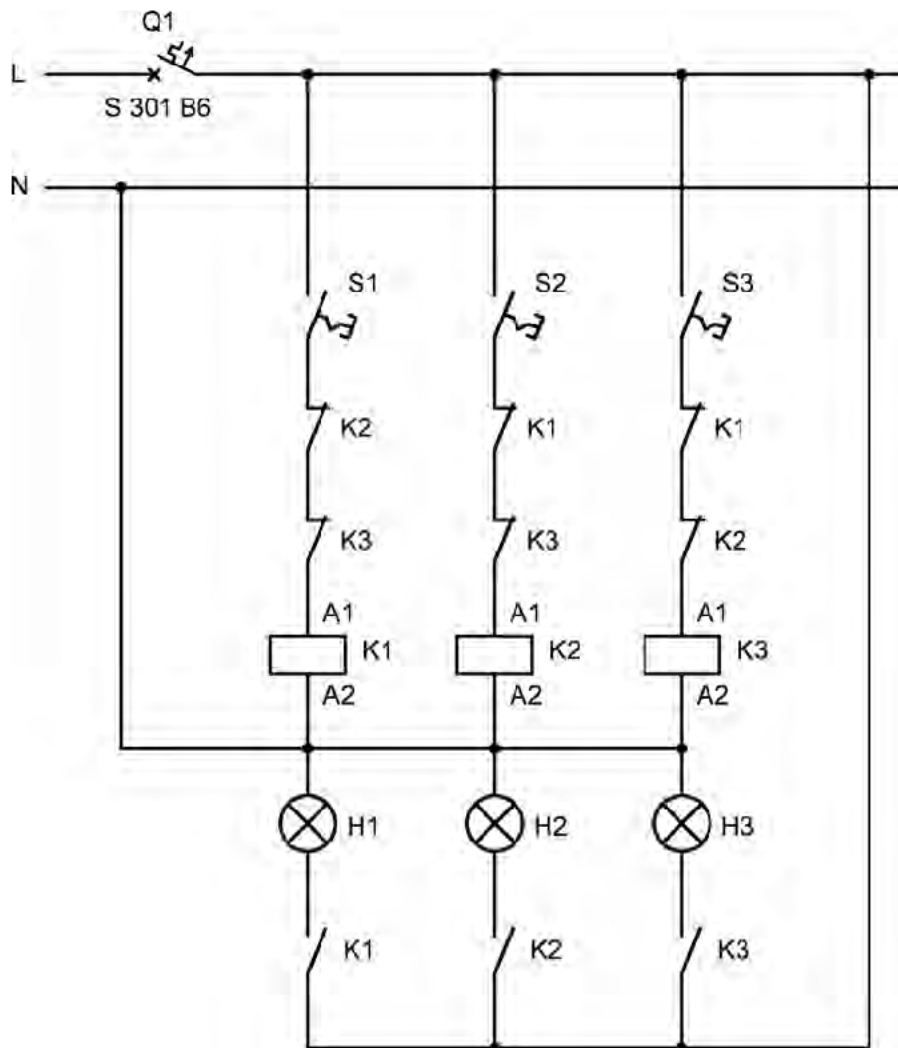 Q1
L
S 301 B6
N
S1 S2 S3
K2 K1 K1
K3 K3 K2
A1 A1 A1
K1 K2 K3
A2 A2 A2
H1 H2 H3
K1 K2 K3